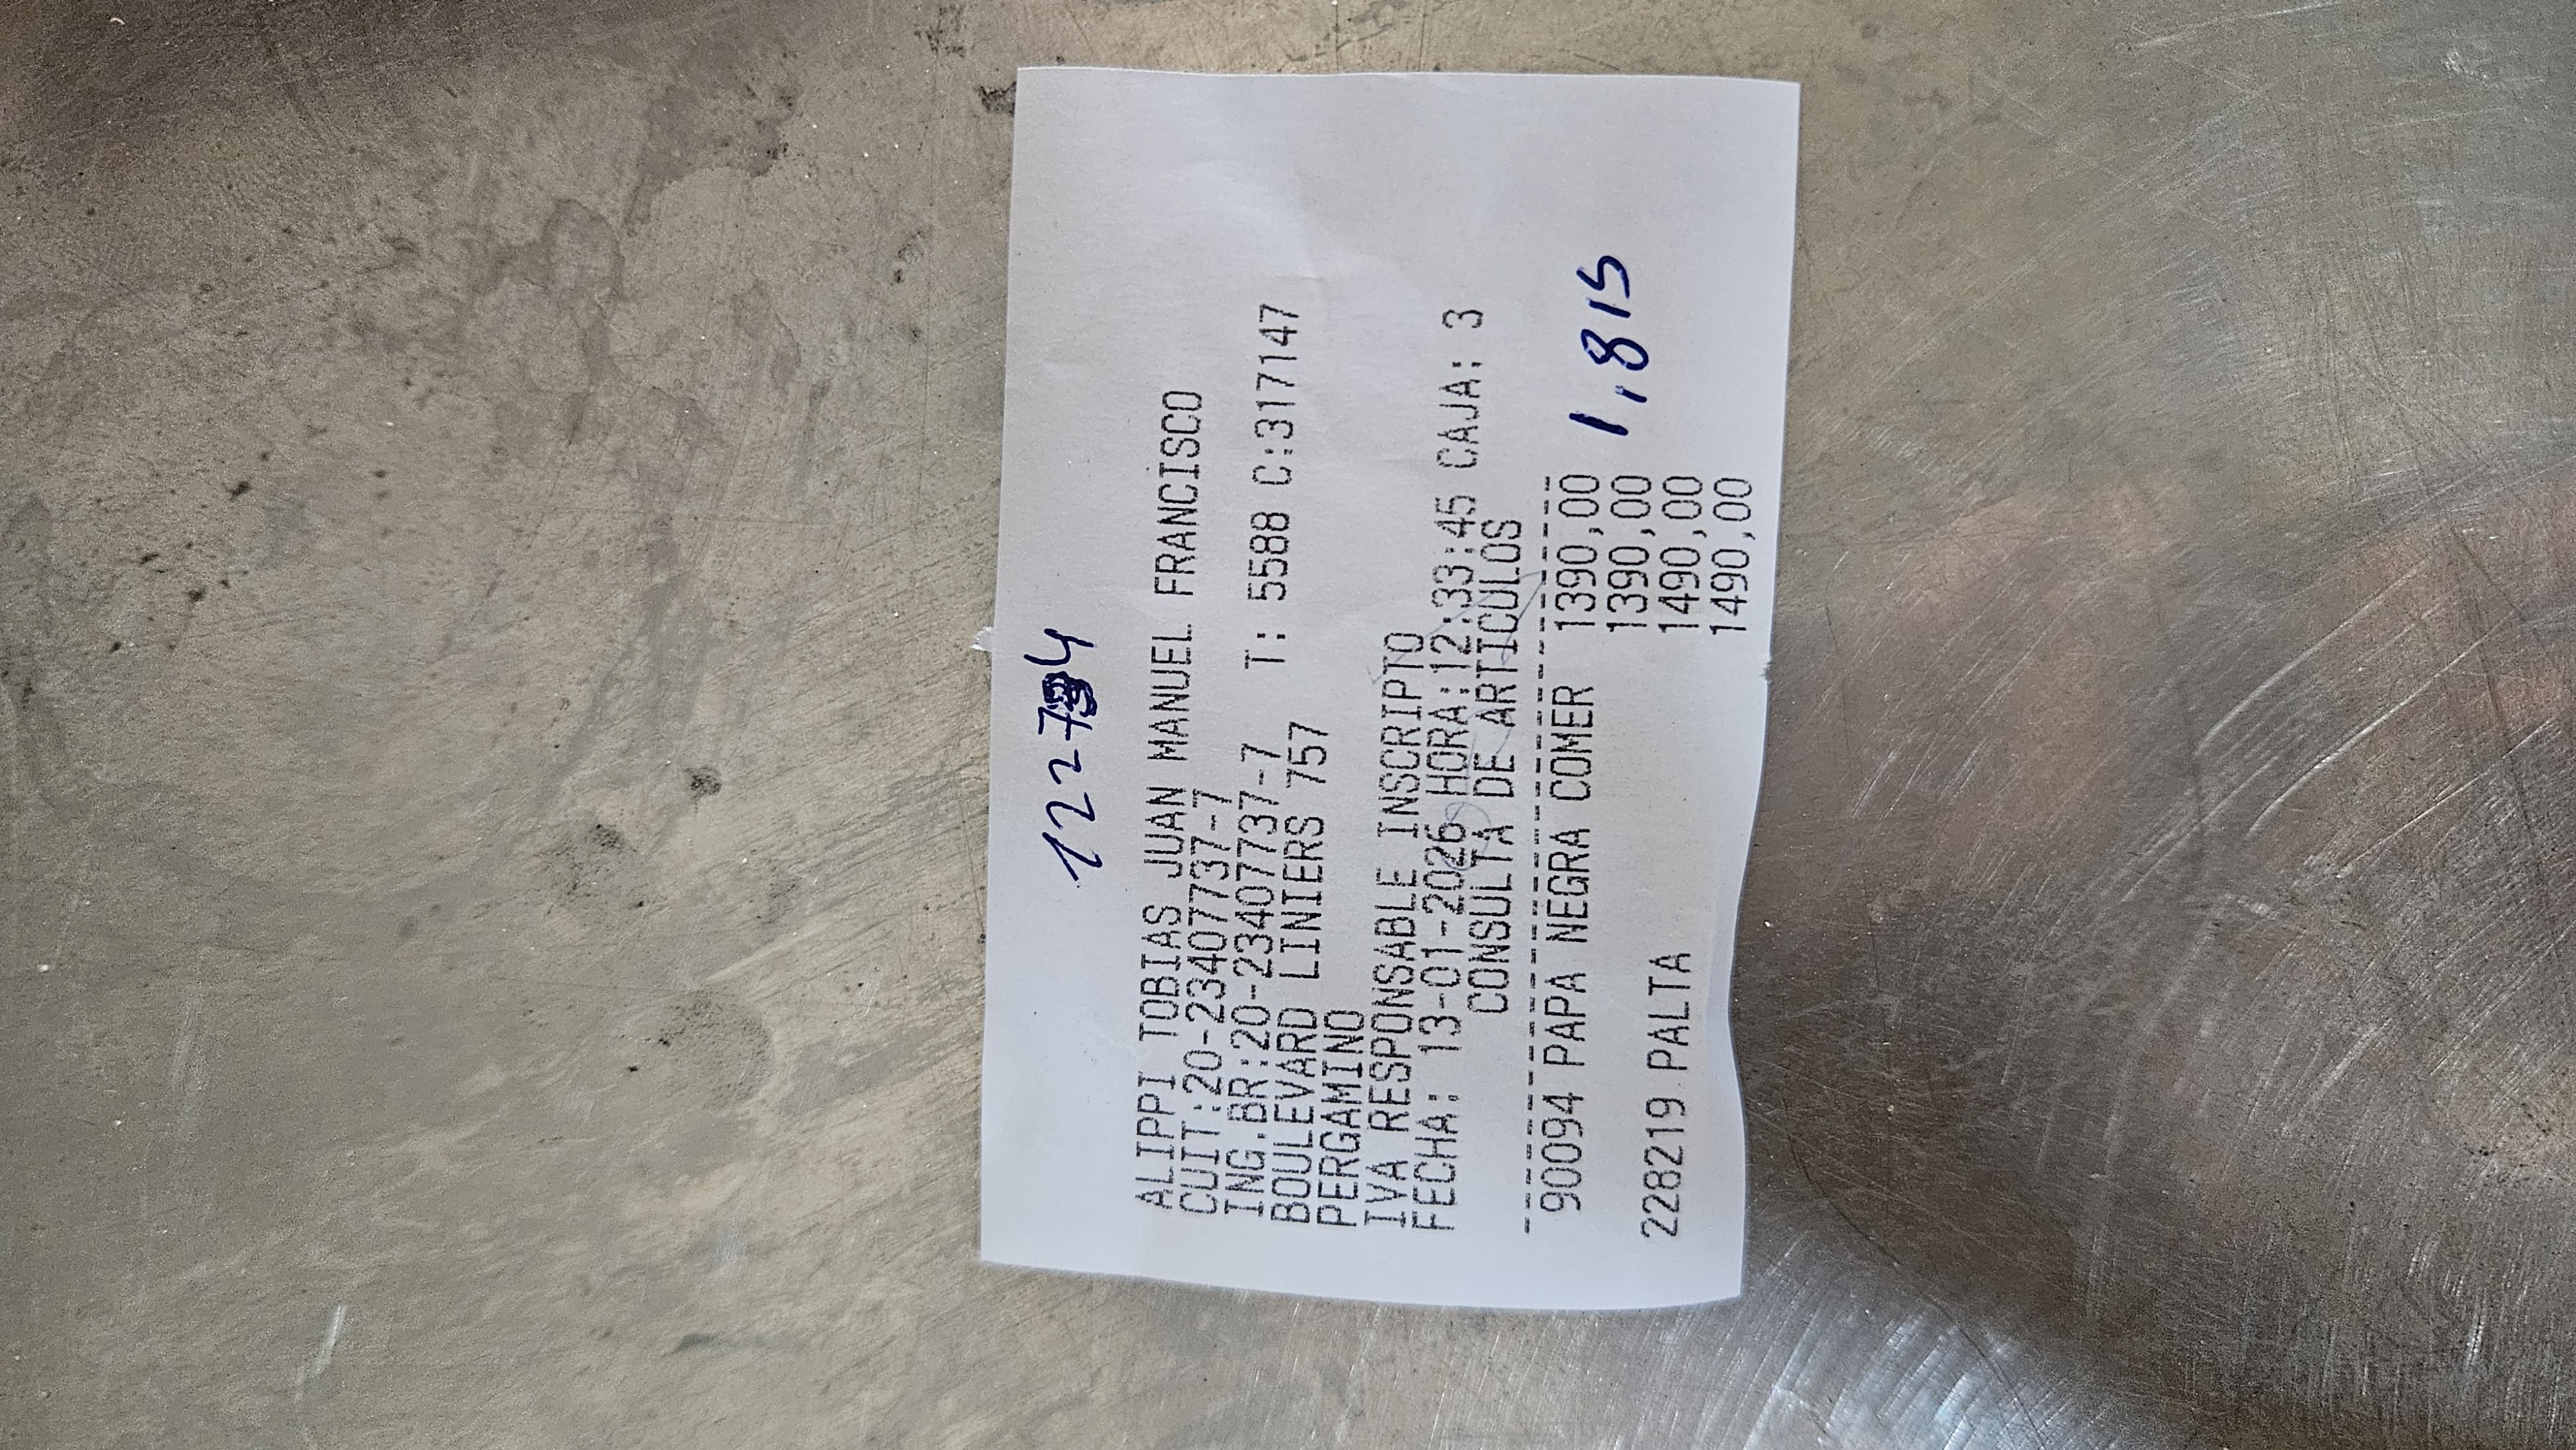 ALIPPI TOBIAS JUAN MANUEL FRANCISCO
CUIT:20-23407737-7
ING.BR:20-23407737-7 T: 5588 C:317147
BOULEVARD LINIERS 757
PERGAMINO
IVA RESPONSABLE INSCRIPTO
FECHA: 13-01-2026 HORA:12:33:45 CAJA: 3
CONSULTA DE ARTICULOS
90094 PAPA NEGRA COMER 1390,00 1,815
1390,00
228219 PALTA 1490,00
1490,00